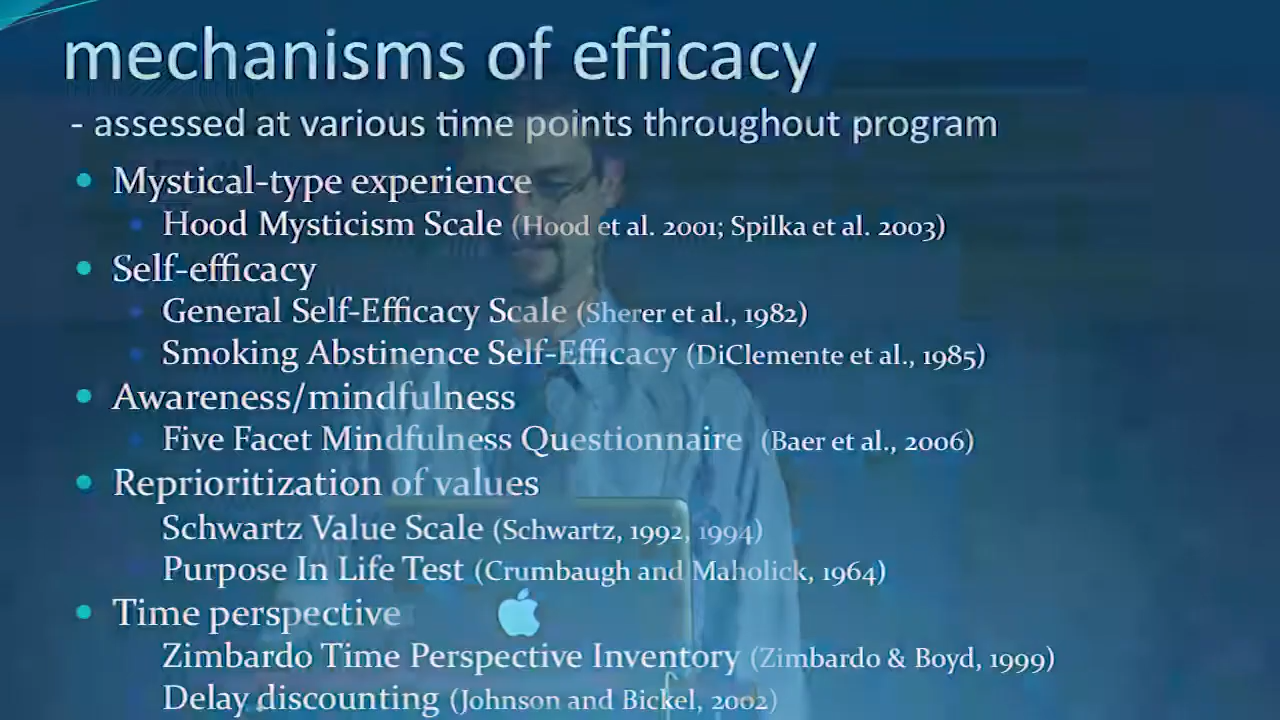 mechanisms of efficacy
- assessed at various time points throughout program
Mystical-type experience
Hood Mysticism Scale (Hood et al. 2001; Spilka et al. 2003)
Self-efficacy
General Self-Efficacy Scale (Sherer et al., 1982)
Smoking Abstinence Self-Efficacy (DiClemente et al., 1985)
Awareness/mindfulness
Five Facet Mindfulness Questionnaire (Baer et al., 2006)
Reprioritization of values
Schwartz Value Scale (Schwartz, 1992, 1994)
Purpose In Life Test (Crumbaugh and Maholick, 1964)
Time perspective
Zimbardo Time Perspective Inventory (Zimbardo & Boyd, 1999)
Delay discounting (Johnson and Bickel, 2002)